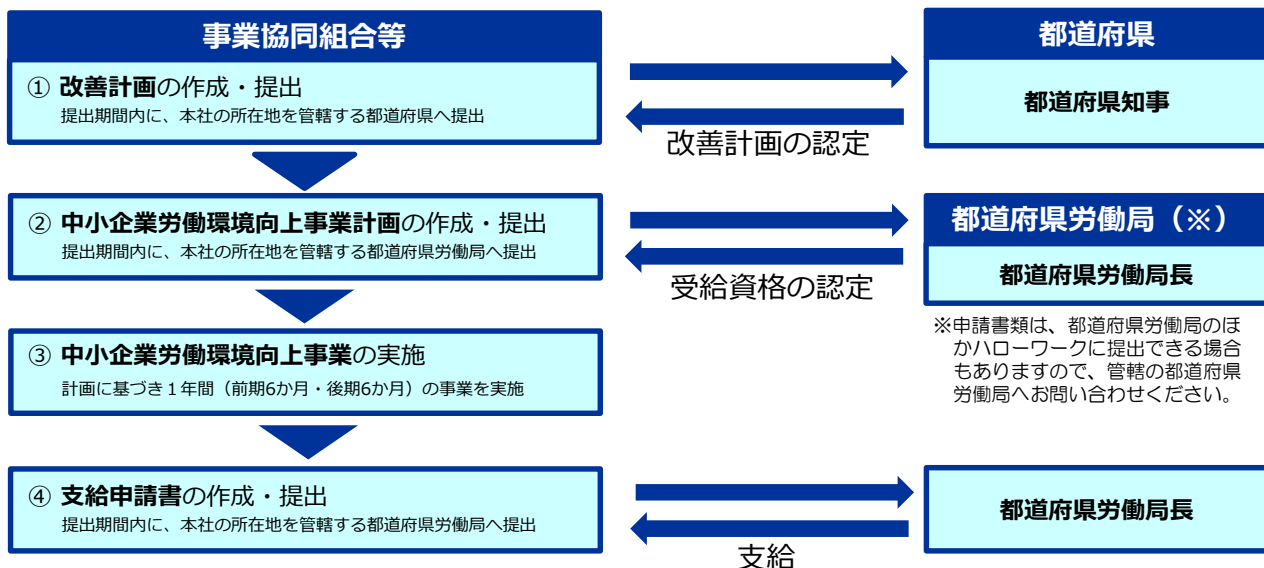 事業協同組合等
① 改善計画の作成・提出
提出期間内に、本社の所在地を管轄する都道府県へ提出
改善計画の認定
都道府県
都道府県知事
② 中小企業労働環境向上事業計画の作成・提出
提出期間内に、本社の所在地を管轄する都道府県労働局へ提出
受給資格の認定
都道府県労働局（※）
都道府県労働局長
※申請書類は、都道府県労働局のほ
かハローワークに提出できる場合
もありますので、管轄の都道府県
労働局へお問い合わせください。
③ 中小企業労働環境向上事業の実施
計画に基づき１年間（前期6か月・後期6か月）の事業を実施
④ 支給申請書の作成・提出
提出期間内に、本社の所在地を管轄する都道府県労働局へ提出
支給
都道府県労働局長